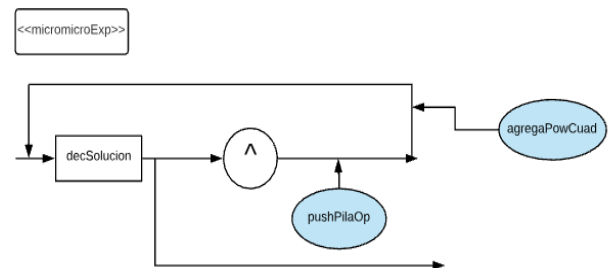 <<micromicroExp>>
agregaPowCuad
decSolucion
^
pushPilaOp